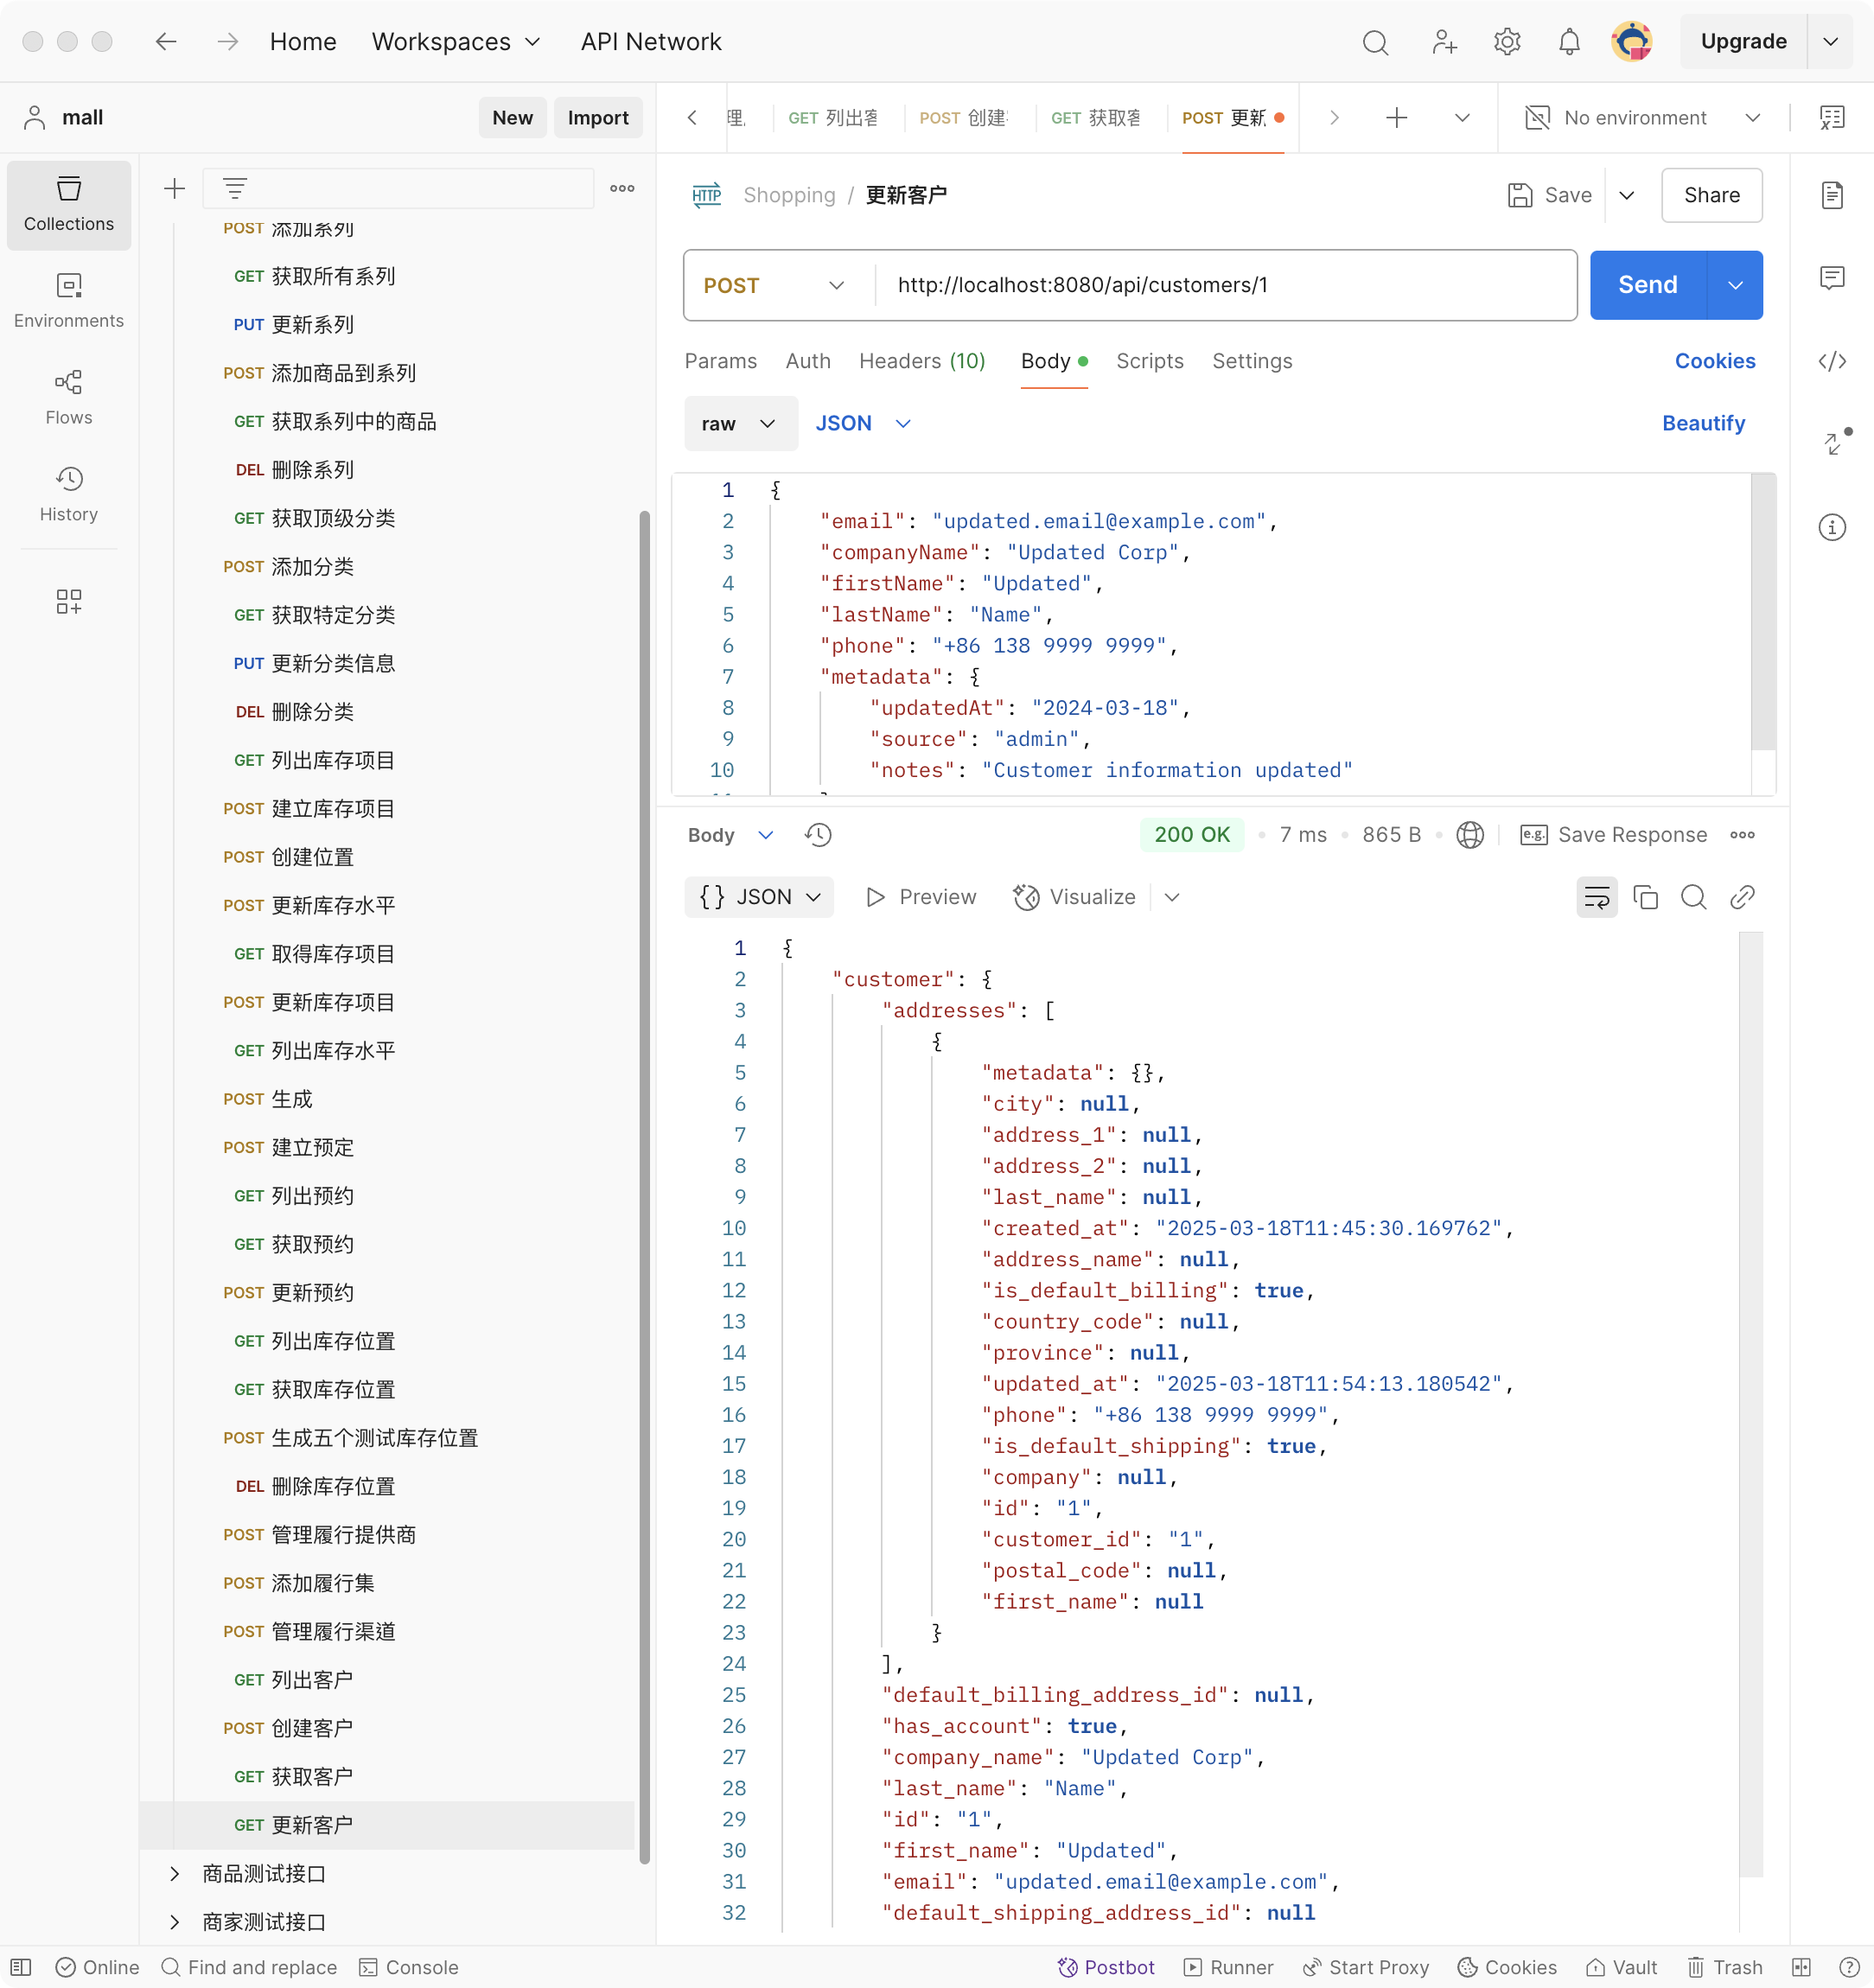 Home Workspaces API Network Upgrade
mall New Import
理. GET 列出客 POST 创建 GET 获取客 POST 更新 No environment
Collections
Environments
Flows
History
POST 添加系列
GET 获取所有系列
PUT 更新系列
POST 添加商品到系列
GET 获取系列中的商品
DEL 删除系列
GET 获取顶级分类
POST 添加分类
GET 获取特定分类
PUT 更新分类信息
DEL 删除分类
GET 列出库存项目
POST 建立库存项目
POST 创建位置
POST 更新库存水平
GET 取得库存项目
POST 更新库存项目
GET 列出库存水平
POST 生成
POST 建立预定
GET 列出预约
GET 获取预约
POST 更新预约
GET 列出库存位置
GET 获取库存位置
POST 生成五个测试库存位置
DEL 删除库存位置
POST 管理履行提供商
POST 添加履行集
POST 管理履行渠道
GET 列出客户
POST 创建客户
GET 获取客户
GET 更新客户
商品测试接口
商家测试接口
HTTP Shopping / 更新客户 Save Share
POST http://localhost:8080/api/customers/1 Send
Params Auth Headers (10) Body Scripts Settings Cookies
raw JSON Beautify
1 {
2 "email": "updated.email@example.com",
3 "companyName": "Updated Corp",
4 "firstName": "Updated",
5 "lastName": "Name",
6 "phone": "+86 138 9999 9999",
7 "metadata": {
8 "updatedAt": "2024-03-18",
9 "source": "admin",
10 "notes": "Customer information updated"
Body 200 OK 7 ms 865 B e.g. Save Response
{} JSON Preview Visualize
1 {
2 "customer": {
3 "addresses": [
4 {
5 "metadata": {},
6 "city": null,
7 "address_1": null,
8 "address_2": null,
9 "last_name": null,
10 "created_at": "2025-03-18T11:45:30.169762",
11 "address_name": null,
12 "is_default_billing": true,
13 "country_code": null,
14 "province": null,
15 "updated_at": "2025-03-18T11:54:13.180542",
16 "phone": "+86 138 9999 9999",
17 "is_default_shipping": true,
18 "company": null,
19 "id": "1",
20 "customer_id": "1",
21 "postal_code": null,
22 "first_name": null
23 }
24 ],
25 "default_billing_address_id": null,
26 "has_account": true,
27 "company_name": "Updated Corp",
28 "last_name": "Name",
29 "id": "1",
30 "first_name": "Updated",
31 "email": "updated.email@example.com",
32 "default_shipping_address_id": null
Online Find and replace Console Postbot Runner Start Proxy Cookies Vault Trash